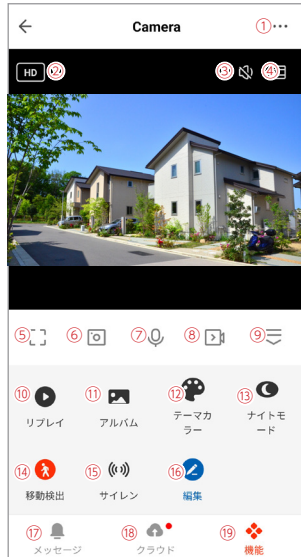 Camera ①
HD ② ③ ④
⑤ ⑥ ⑦ ⑧ ⑨
⑩ ⑪ ⑫ ⑬
リプレイ アルバム テーマカ ナイトモ
ラー ード
⑭ ⑮ ⑯
移動検出 サイレン 編集
⑰ ⑱ ⑲
メッセージ クラウド 機能